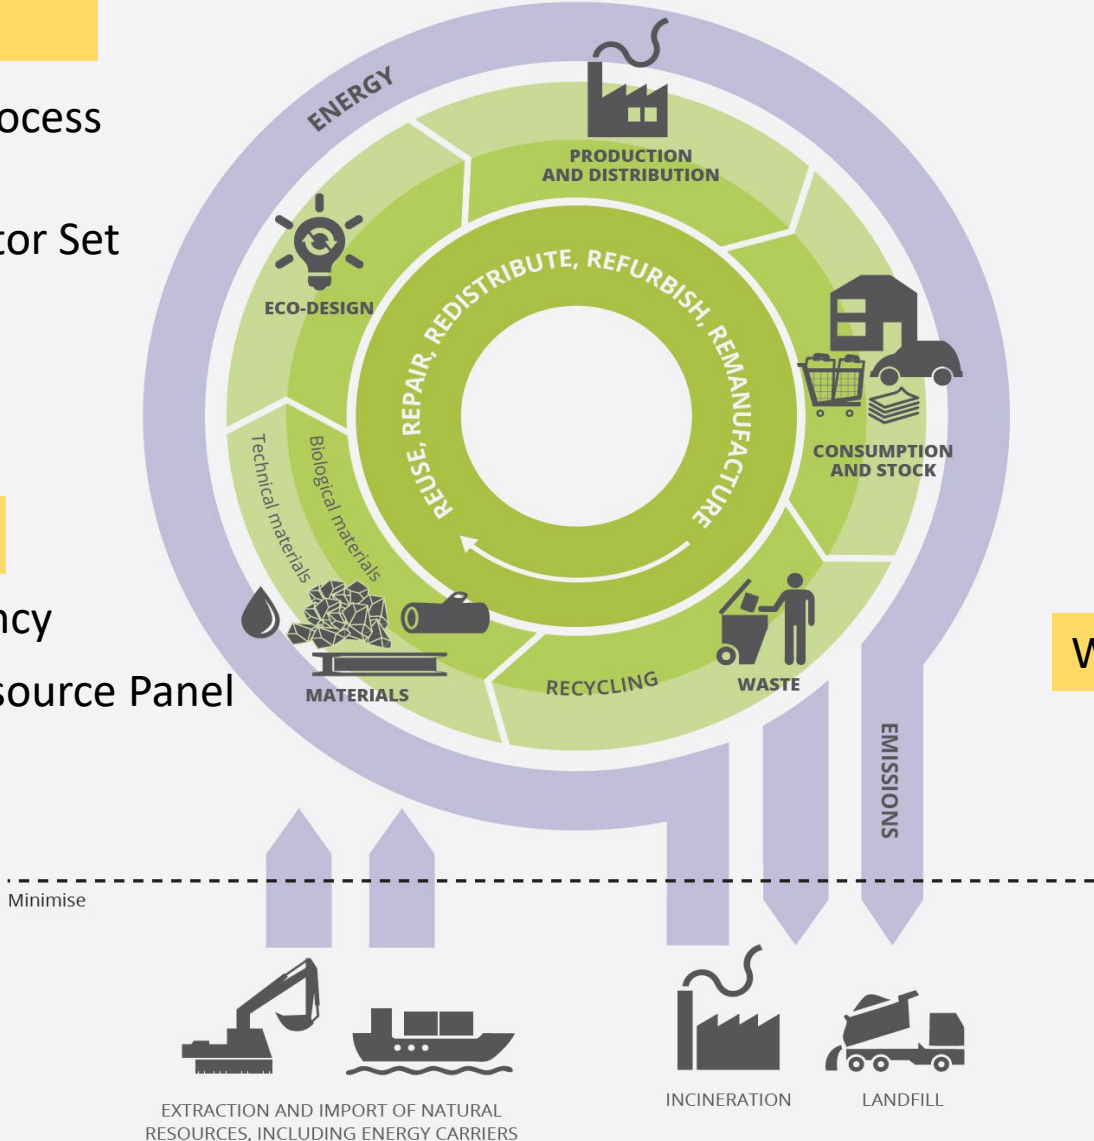 ocess
tor Set
ncy
source Panel
W
ENERGY
PRODUCTION
AND DISTRIBUTION
ECO-DESIGN
REUSE, REPAIR, REDISTRIBUTE, REFURBISH, REMANUFACTURE
CONSUMPTION
AND STOCK
Technical materials
Biological materials
MATERIALS
RECYCLING
WASTE
EMISSIONS
Minimise
EXTRACTION AND IMPORT OF NATURAL
RESOURCES, INCLUDING ENERGY CARRIERS
INCINERATION
LANDFILL